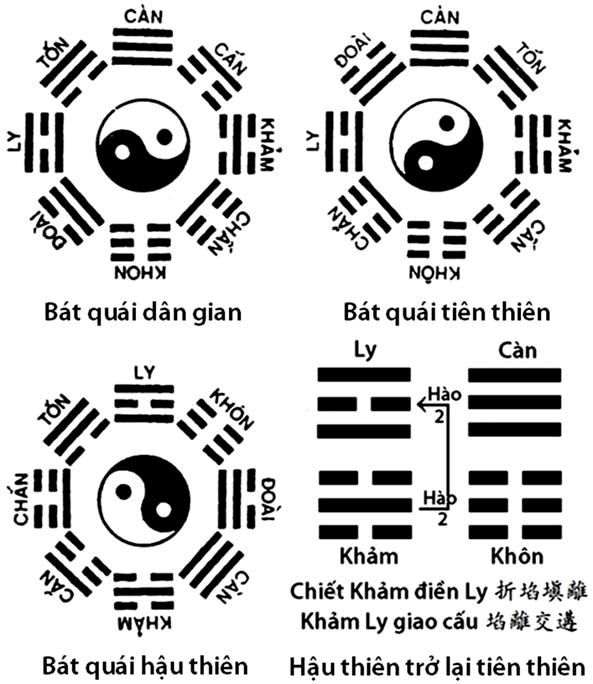 CÀN
CẤN
KHẢM
CHẤN
KHÔN
ĐOÀI
LY
TỐN
CÀN
TỐN
KHẢM
CẤN
KHÔN
CHẤN
LY
ĐOÀI
Bát quái dân gian
Bát quái tiên thiên
LY
KHÔN
ĐOÀI
CÀN
KHẢM
CẤN
CHẤN
TỐN
Bát quái hậu thiên
Ly
Càn
Hào
2
Hào
2
Khảm
Khôn
Chiết Khảm điền Ly 折埳塡離
Khảm Ly giao cấu 埳離交遘
Hậu thiên trở lại tiên thiên